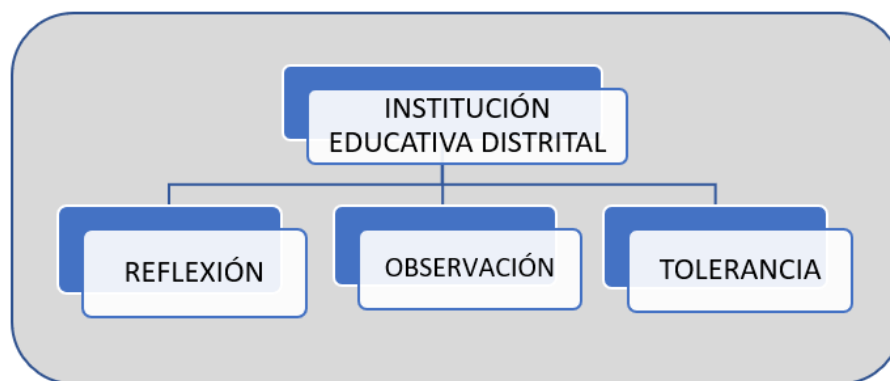 INSTITUCIÓN
EDUCATIVA DISTRITAL
REFLEXIÓN
OBSERVACIÓN
TOLERANCIA